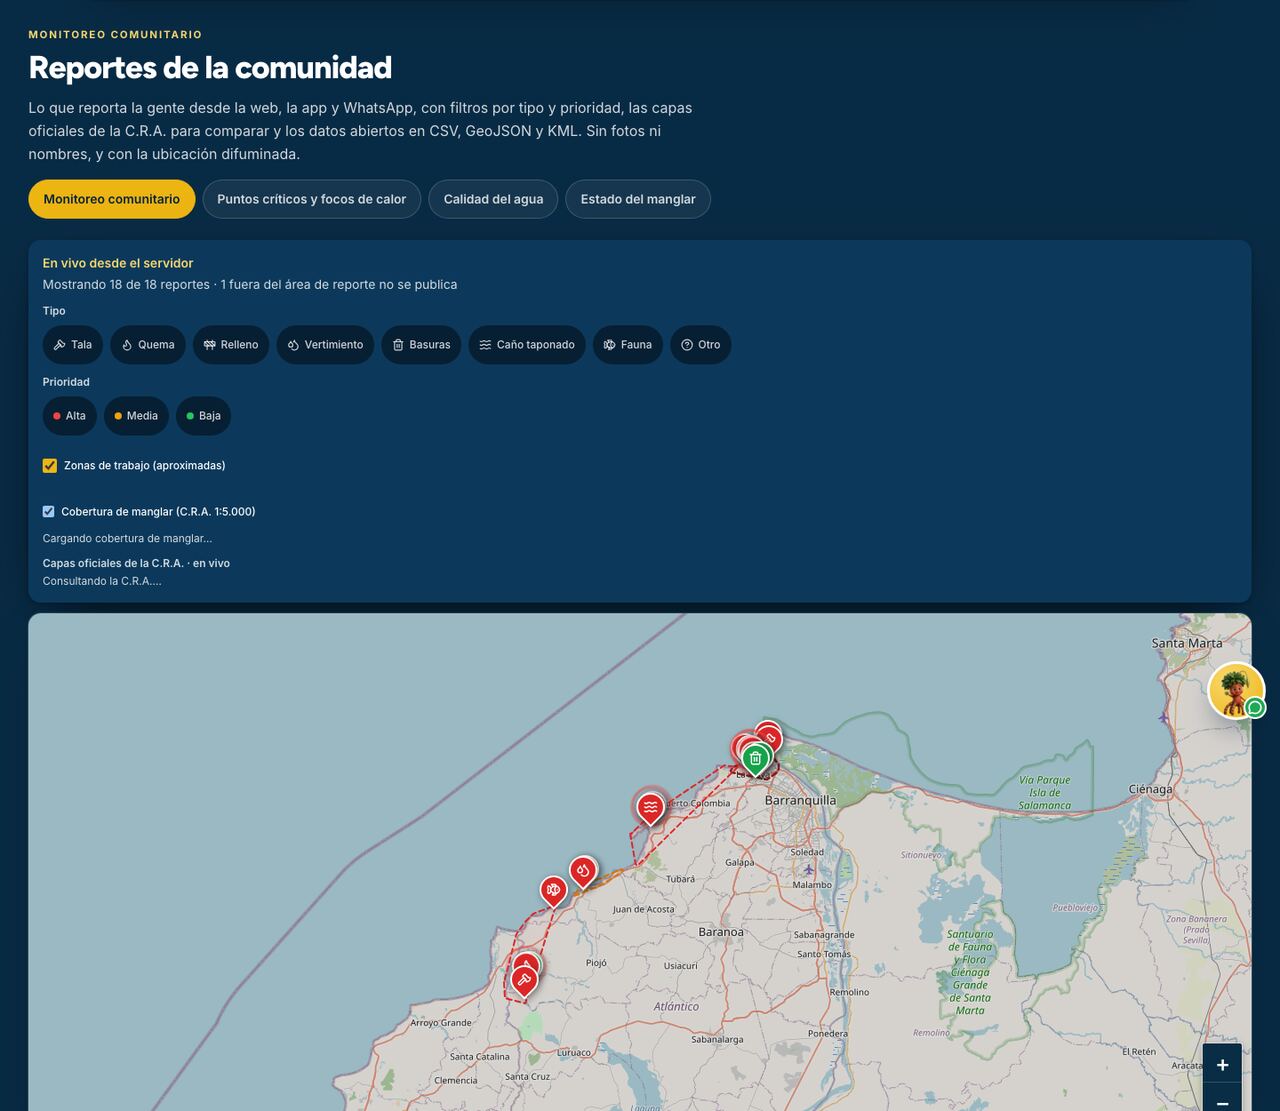 MONITOREO COMUNITARIO
Reportes de la comunidad
Lo que reporta la gente desde la web, la app y WhatsApp, con filtros por tipo y prioridad, las capas
oficiales de la C.R.A. para comparar y los datos abiertos en CSV, GeoJSON y KML. Sin fotos ni
nombres, y con la ubicación difuminada.
Monitoreo comunitario
Puntos críticos y focos de calor
Calidad del agua
Estado del manglar
En vivo desde el servidor
Mostrando 18 de 18 reportes · 1 fuera del área de reporte no se publica
Tipo
Tala
Quema
Relleno
Vertimiento
Basuras
Caño taponado
Fauna
Otro
Prioridad
Alta
Media
Baja
Zonas de trabajo (aproximadas)
Cobertura de manglar (C.R.A. 1:5.000)
Cargando cobertura de manglar…
Capas oficiales de la C.R.A. · en vivo
Consultando la C.R.A.…
Santa Marta
Vía Parque
Isla de
Salamanca
Ciénaga
Colombia
Barranquilla
Soledad
Sitionuevo
Galapa
Tubará
Malambo
Puebloviejo
Juan de Acosta
Zona Bananera
(Prado
Sevilla)
Baranoa
Sabanagrande
Santuario
de Fauna
y Flora
Ciénaga
Grande
de Santa
Marta
Santo Tomás
Piojó
Usiacurí
Remolino
Atlántico
Arroyo Grande
Remolino
Ponedera
Sabanalarga
Luruaco
Santa Catalina
El Retén
Aracata
Santa Cruz
Clemencia
Laguna
+
−